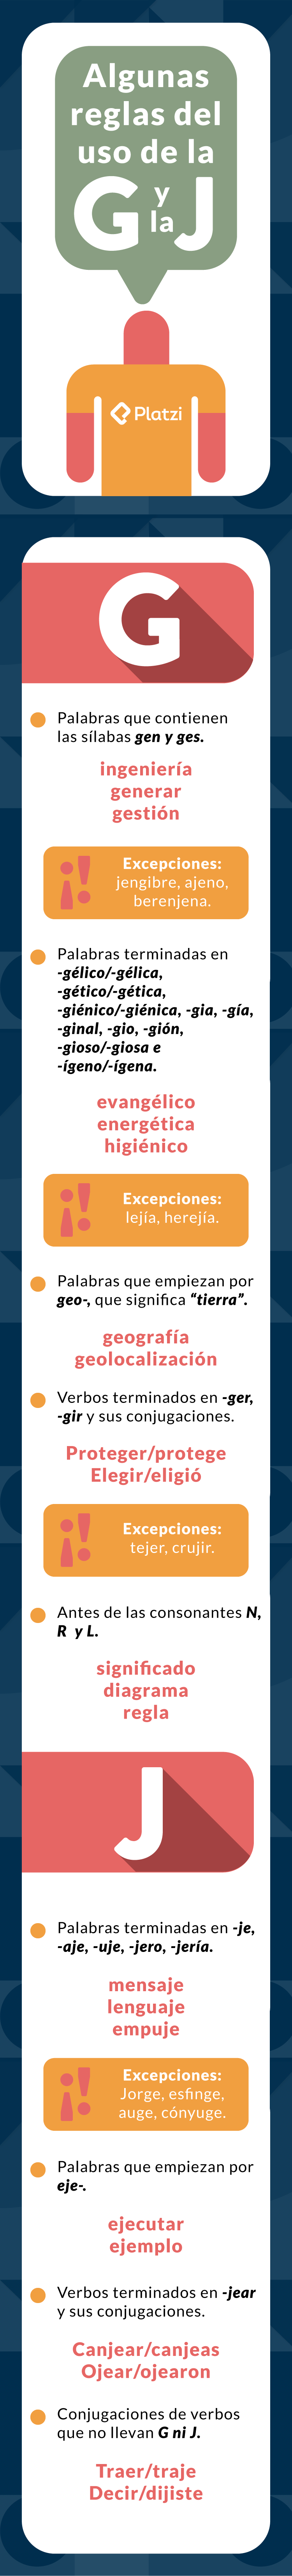 Algunas
reglas del
uso de la
G y la J
Platzi
G
Palabras que contienen
las sílabas gen y ges.
ingeniería
generar
gestión
¡!
Excepciones:
jengibre, ajeno,
berenjena.
Palabras terminadas en
-gélico/-gélica,
-gético/-gética,
-giénico/-giénica, -gia, -gía,
-ginal, -gio, -gión,
-gioso/-giosa e
-ígeno/-ígena.
evangélico
energética
higiénico
¡!
Excepciones:
lejía, herejía.
Palabras que empiezan por
geo-, que significa “tierra”.
geografía
geolocalización
Verbos terminados en -ger,
-gir y sus conjugaciones.
Proteger/protege
Elegir/eligió
¡!
Excepciones:
tejer, crujir.
Antes de las consonantes N,
R y L.
significado
diagrama
regla
J
Palabras terminadas en -je,
-aje, -uje, -jero, -jería.
mensaje
lenguaje
empuje
¡!
Excepciones:
Jorge, esfinge,
auge, cónyuge.
Palabras que empiezan por
eje-.
ejecutar
ejemplo
Verbos terminados en -jear
y sus conjugaciones.
Canjear/canjeas
Ojear/ojearon
Conjugaciones de verbos
que no llevan G ni J.
Traer/traje
Decir/dijiste